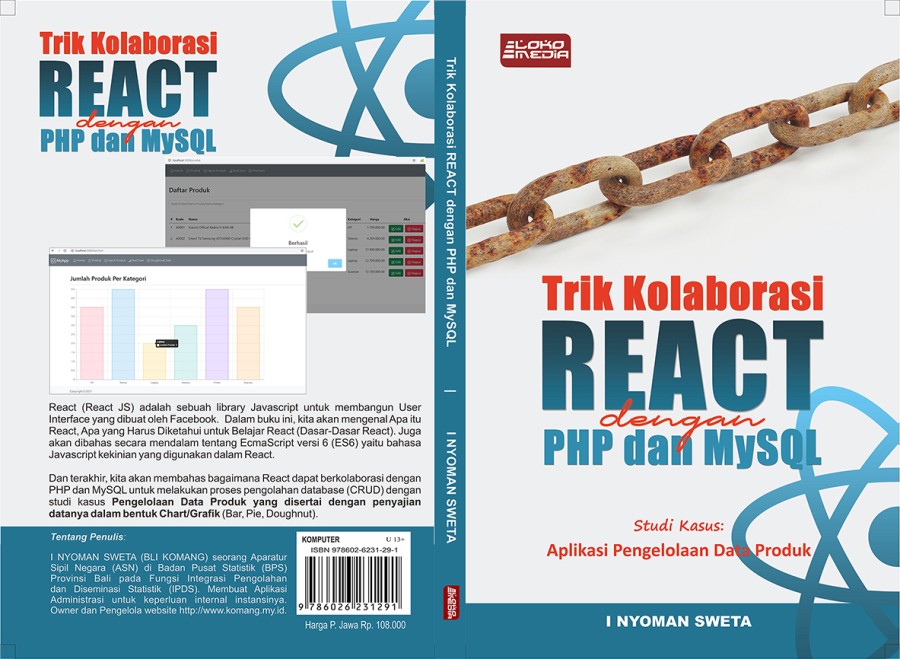 Trik Kolaborasi
REACT
dengan
PHP dan MySQL
Daftar Produk
Berhasil
Jumlah Produk Per Kategori
React (React JS) adalah sebuah library Javascript untuk membangun User
Interface yang dibuat oleh Facebook. Dalam buku ini, kita akan mengenal Apa itu
React, Apa yang Harus Diketahui untuk Belajar React (Dasar-Dasar React). Juga
akan dibahas secara mendalam tentang EcmaScript versi 6 (ES6) yaitu bahasa
Javascript kekinian yang digunakan dalam React.
Dan terakhir, kita akan membahas bagaimana React dapat berkolaborasi dengan
PHP dan MySQL untuk melakukan proses pengolahan database (CRUD) dengan
studi kasus Pengelolaan Data Produk yang disertai dengan penyajian
datanya dalam bentuk Chart/Grafik (Bar, Pie, Doughnut).
Tentang Penulis:
I NYOMAN SWETA (BLI KOMANG) seorang Aparatur
Sipil Negara (ASN) di Badan Pusat Statistik (BPS)
Provinsi Bali pada Fungsi Integrasi Pengolahan
dan Diseminasi Statistik (IPDS). Membuat Aplikasi
Administrasi untuk keperluan internal instansinya.
Owner dan Pengelola website http://www.komang.my.id.
KOMPUTER U 13+
ISBN 978602-6231-29-1
9 786026 231291
Harga P. Jawa Rp. 108.000
Trik Kolaborasi REACT dengan PHP dan MySQL | I NYOMAN SWETA
LOKO
MEDIA
LOKO
MEDIA
Trik Kolaborasi
REACT
dengan
PHP dan MySQL
Studi Kasus:
Aplikasi Pengelolaan Data Produk
I NYOMAN SWETA